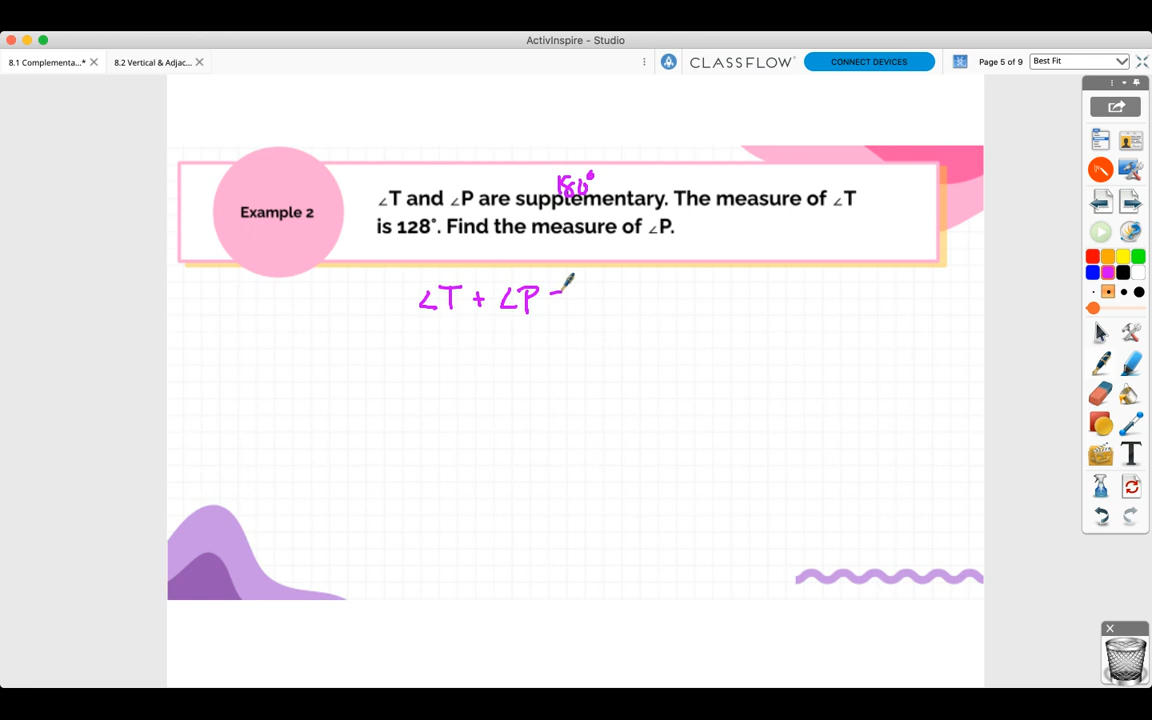 ActivInspire - Studio
8.1 Complementa...* 8.2 Vertical & Adjac...
CLASSFLOW CONNECT DEVICES Page 5 of 9 Best Fit
180°
Example 2
∠T and ∠P are supplementary. The measure of ∠T
is 128°. Find the measure of ∠P.
∠T + ∠P -
T
X